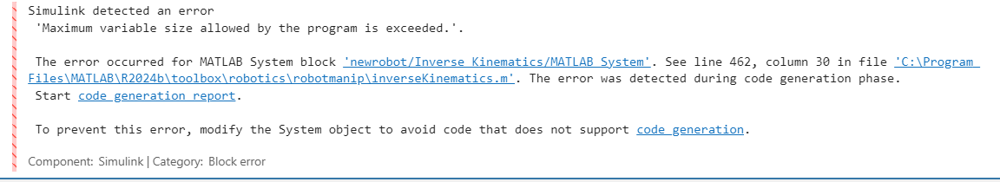 Simulink detected an error
'Maximum variable size allowed by the program is exceeded.'.
The error occurred for MATLAB System block 'newrobot/Inverse Kinematics/MATLAB System'. See line 462, column 30 in file 'C:\Program
Files\MATLAB\R2024b\toolbox\robotics\robotmanip\inverseKinematics.m'. The error was detected during code generation phase.
Start code generation report.
To prevent this error, modify the System object to avoid code that does not support code generation.
Component: Simulink | Category: Block error